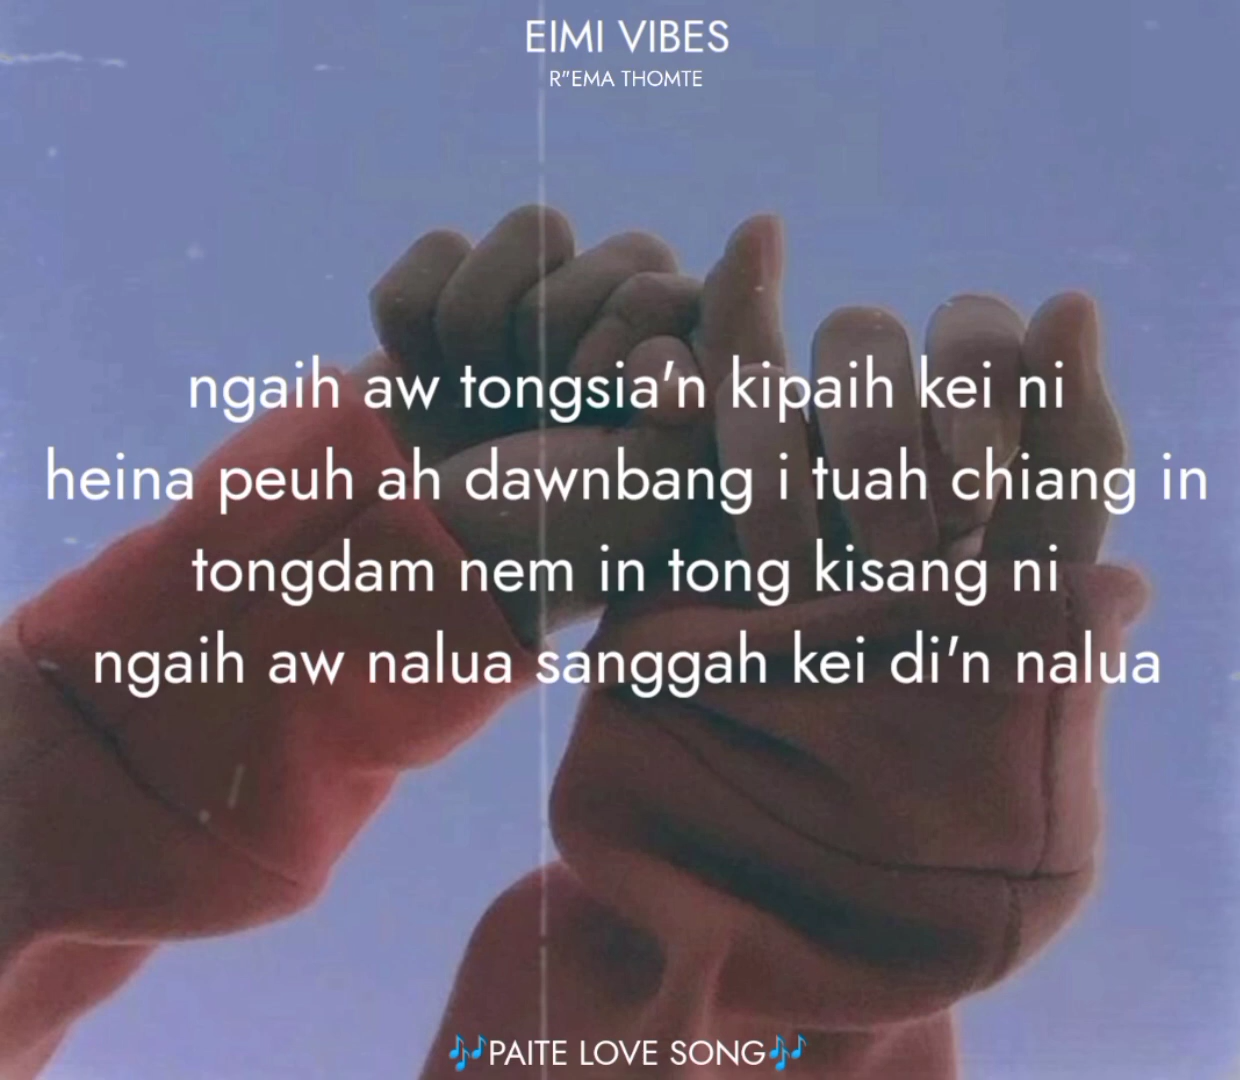 EIMI VIBES
R"EMA THOMTE
ngaih aw tongsia'n kipaih kei ni
heina peuh ah dawnbang i tuah chiang in
tongdam nem in tong kisang ni
ngaih aw nalua sanggah kei di'n nalua
🎶PAITE LOVE SONG🎶